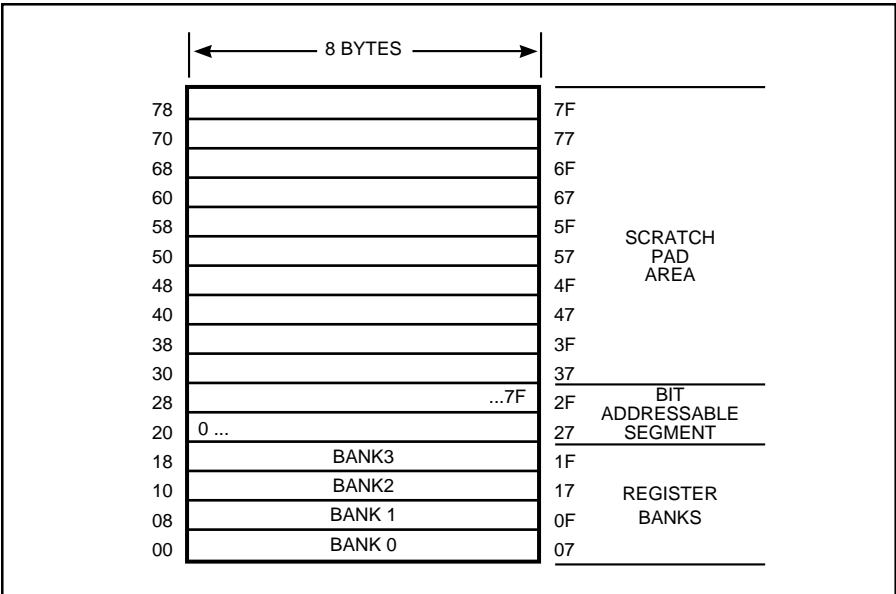 8 BYTES
78 7F
70 77
68 6F
60 67
58 5F
50 57
48 4F
40 47
38 3F
30 37
SCRATCH
PAD
AREA
28 ...7F 2F
20 0 ... 27
BIT
ADDRESSABLE
SEGMENT
18 BANK3 1F
10 BANK2 17
08 BANK 1 0F
00 BANK 0 07
REGISTER
BANKS